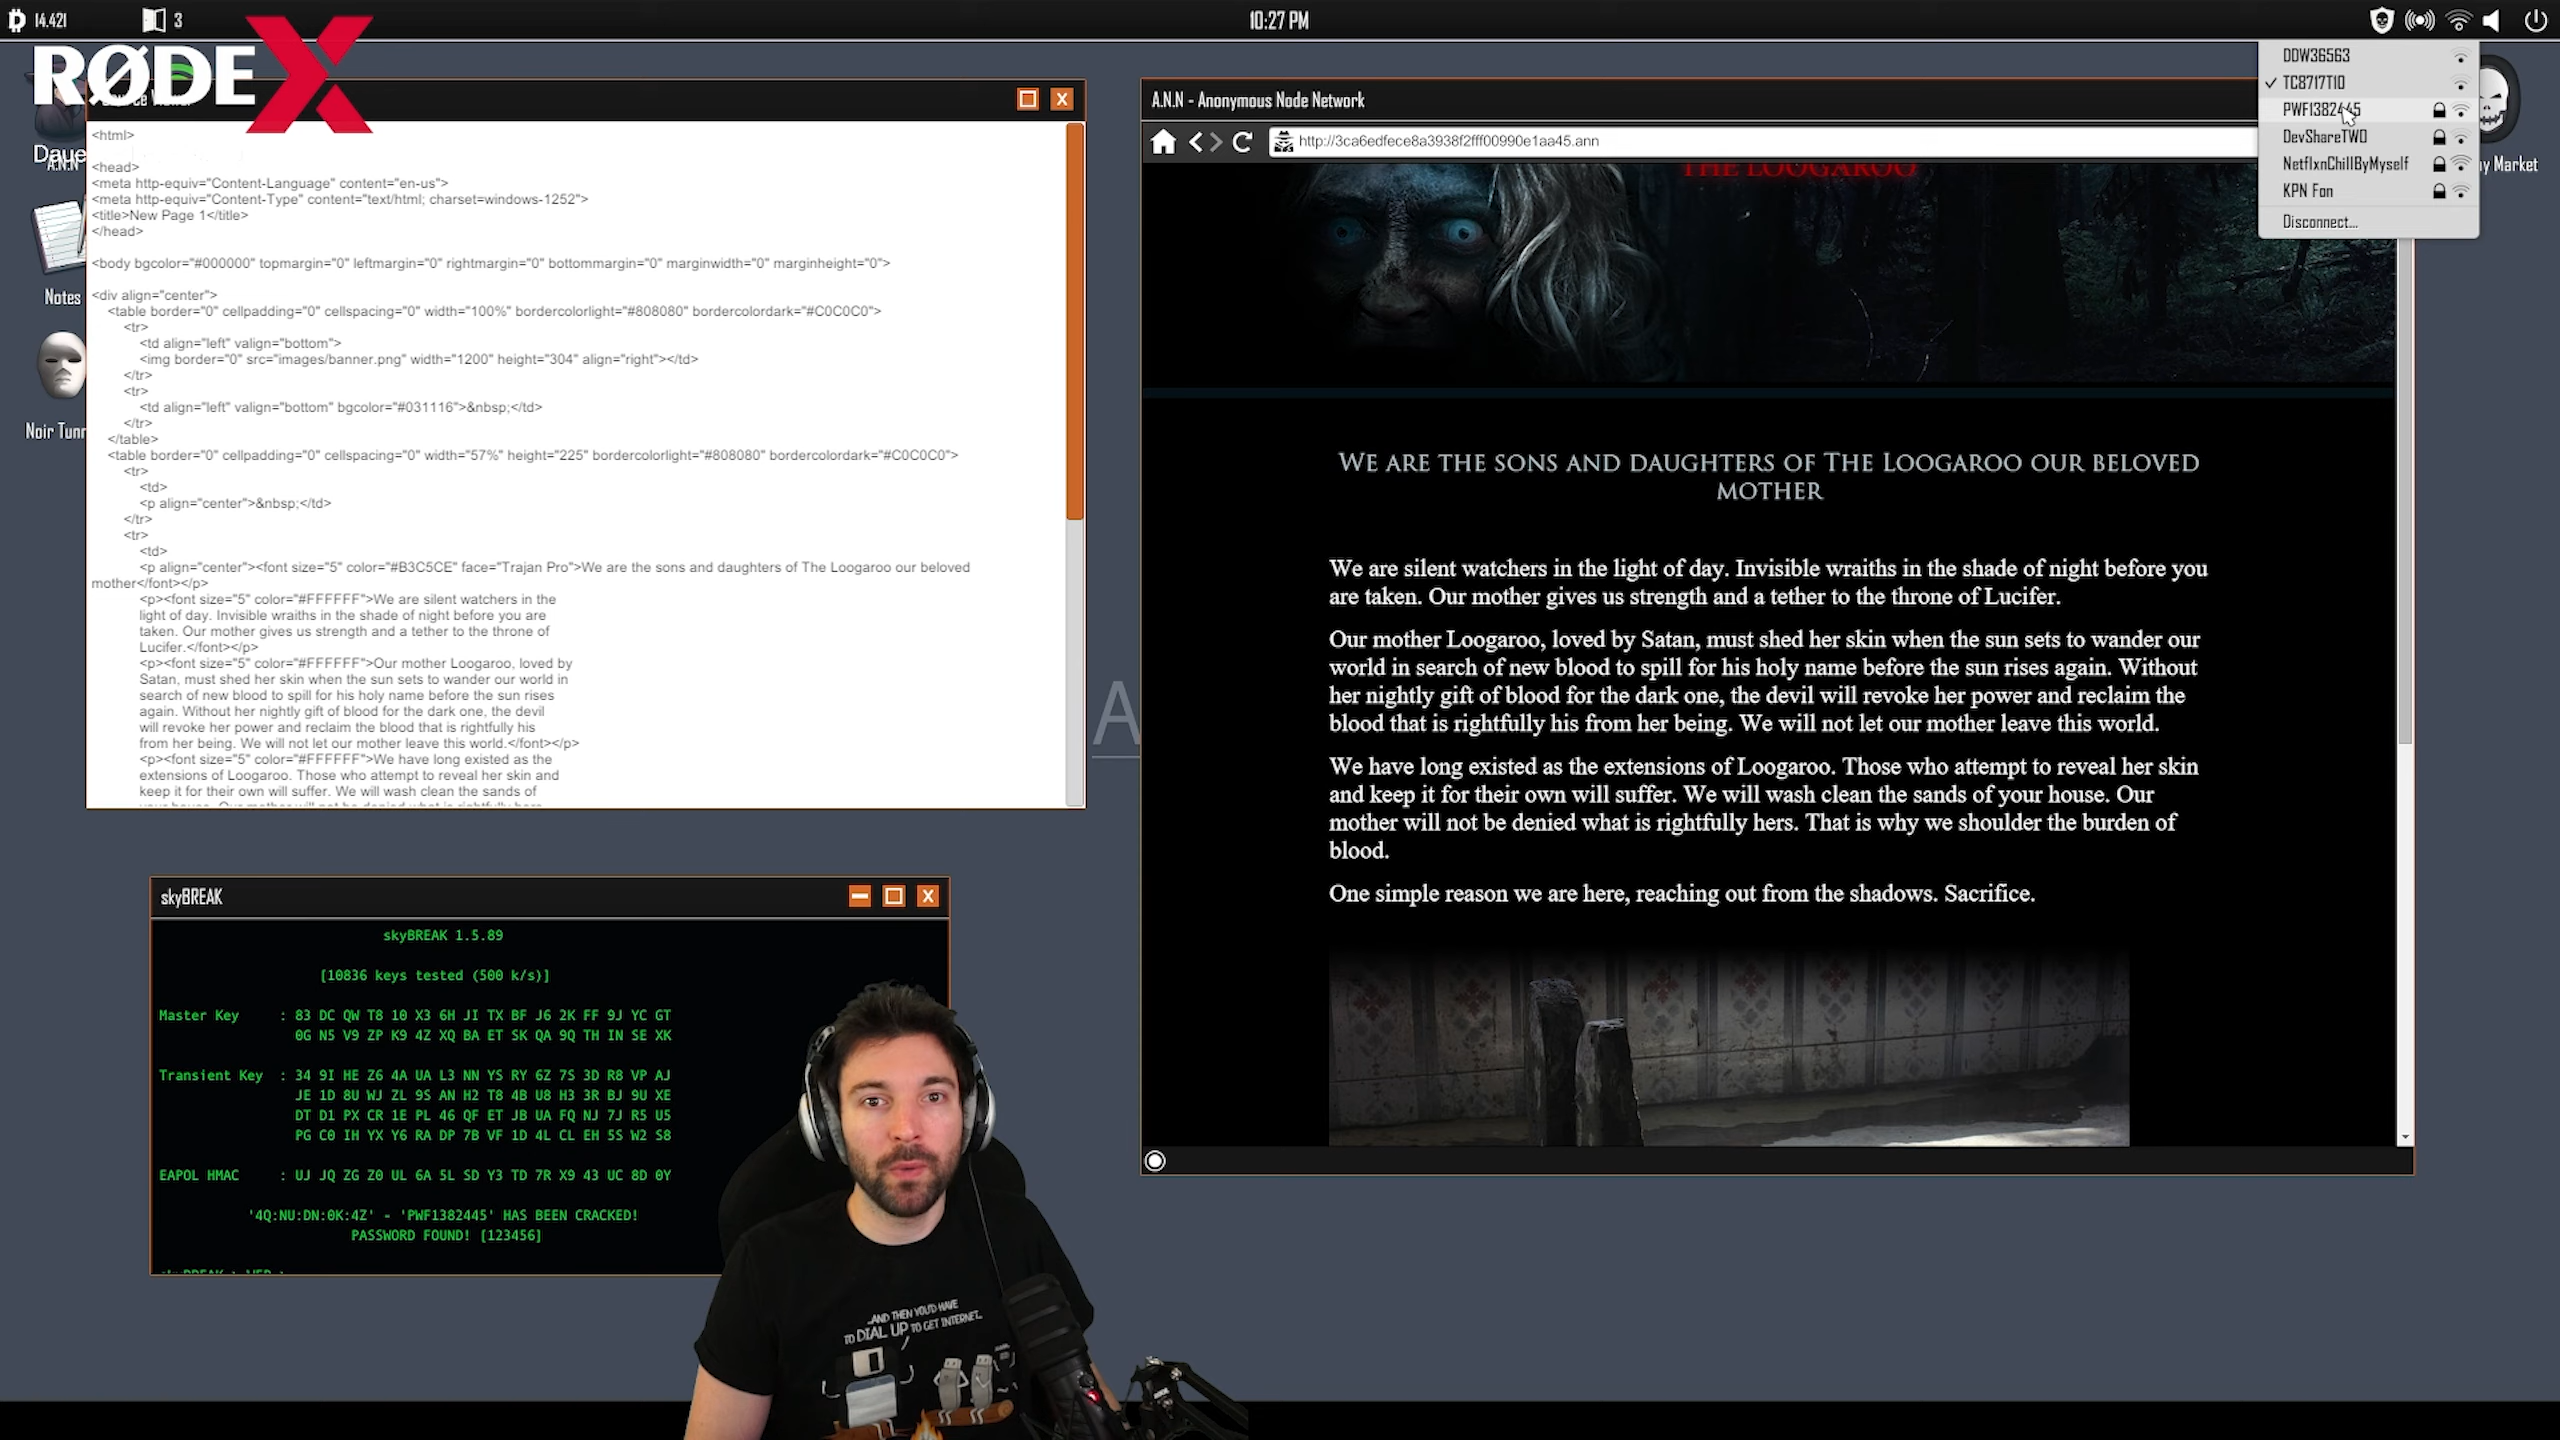 14.421
3
10:27 PM
RØDE X
Daue
A.N.N
Notes
Noir Tunn
<html>
<head>
<meta http-equiv="Content-Language" content="en-us">
<meta http-equiv="Content-Type" content="text/html; charset=windows-1252">
<title>New Page 1</title>
</head>
<body bgcolor="#000000" topmargin="0" leftmargin="0" rightmargin="0" bottommargin="0" marginwidth="0" marginheight="0">
<div align="center">
<table border="0" cellpadding="0" cellspacing="0" width="100%" bordercolorlight="#808080" bordercolordark="#C0C0C0">
<tr>
<td align="left" valign="bottom">
<img border="0" src="images/banner.png" width="1200" height="304" align="right"></td>
</tr>
<tr>
<td align="left" valign="bottom" bgcolor="#031116">&nbsp;</td>
</tr>
</table>
<table border="0" cellpadding="0" cellspacing="0" width="57%" height="225" bordercolorlight="#808080" bordercolordark="#C0C0C0">
<tr>
<td>
<p align="center">&nbsp;</td>
</tr>
<tr>
<td>
<p align="center"><font size="5" color="#B3C5CE" face="Trajan Pro">We are the sons and daughters of The Loogaroo our beloved
mother</font></p>
<p><font size="5" color="#FFFFFF">We are silent watchers in the
light of day. Invisible wraiths in the shade of night before you are
taken. Our mother gives us strength and a tether to the throne of
Lucifer.</font></p>
<p><font size="5" color="#FFFFFF">Our mother Loogaroo, loved by
Satan, must shed her skin when the sun sets to wander our world in
search of new blood to spill for his holy name before the sun rises
again. Without her nightly gift of blood for the dark one, the devil
will revoke her power and reclaim the blood that is rightfully his
from her being. We will not let our mother leave this world.</font></p>
<p><font size="5" color="#FFFFFF">We have long existed as the
extensions of Loogaroo. Those who attempt to reveal her skin and
keep it for their own will suffer. We will wash clean the sands of
your house. Our mother will not be denied what is rightfully hers.
skyBREAK
skyBREAK 1.5.89
[10836 keys tested (500 k/s)]
Master Key : 83 DC QW T8 10 X3 6H JI TX BF J6 2K FF 9J YC GT
0G N5 V9 ZP K9 4Z XQ BA ET SK QA 9Q TH IN SE XK
Transient Key : 34 9I HE Z6 4A UA L3 NN YS RY 6Z 7S 3D R8 VP AJ
JE 1D 8U WJ ZL 9S AN H2 T8 4B U8 H3 3R BJ 9U XE
DT D1 PX CR 1E PL 46 QF ET JB UA FQ NJ 7J R5 U5
PG C0 IH YX Y6 RA DP 7B VF 1D 4L CL EH 5S W2 S8
EAPOL HMAC : UJ JQ ZG Z0 UL 6A 5L SD Y3 TD 7R X9 43 UC 8D 0Y
'4Q:NU:DN:0K:4Z' - 'PWF1382445' HAS BEEN CRACKED!
PASSWORD FOUND! [123456]
...AND THEN YOU'D HAVE
TO DIAL UP TO GET INTERNET...
A
A.N.N - Anonymous Node Network
http://3ca6edfece8a3938f2fff00990e1aa45.ann
THE LOOGAROO
WE ARE THE SONS AND DAUGHTERS OF THE LOOGAROO OUR BELOVED
MOTHER
We are silent watchers in the light of day. Invisible wraiths in the shade of night before you
are taken. Our mother gives us strength and a tether to the throne of Lucifer.
Our mother Loogaroo, loved by Satan, must shed her skin when the sun sets to wander our
world in search of new blood to spill for his holy name before the sun rises again. Without
her nightly gift of blood for the dark one, the devil will revoke her power and reclaim the
blood that is rightfully his from her being. We will not let our mother leave this world.
We have long existed as the extensions of Loogaroo. Those who attempt to reveal her skin
and keep it for their own will suffer. We will wash clean the sands of your house. Our
mother will not be denied what is rightfully hers. That is why we shoulder the burden of
blood.
One simple reason we are here, reaching out from the shadows. Sacrifice.
DDW36563
TC8717T10
PWF1382445
DevShareTWO
NetflxnChillByMyself
KPN Fon
Disconnect...
y Market